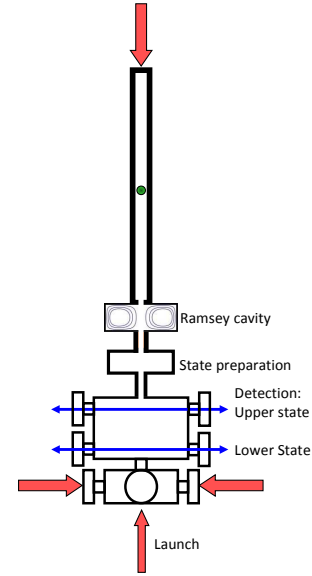 Ramsey cavity
State preparation
Detection:
Upper state
Lower State
Launch